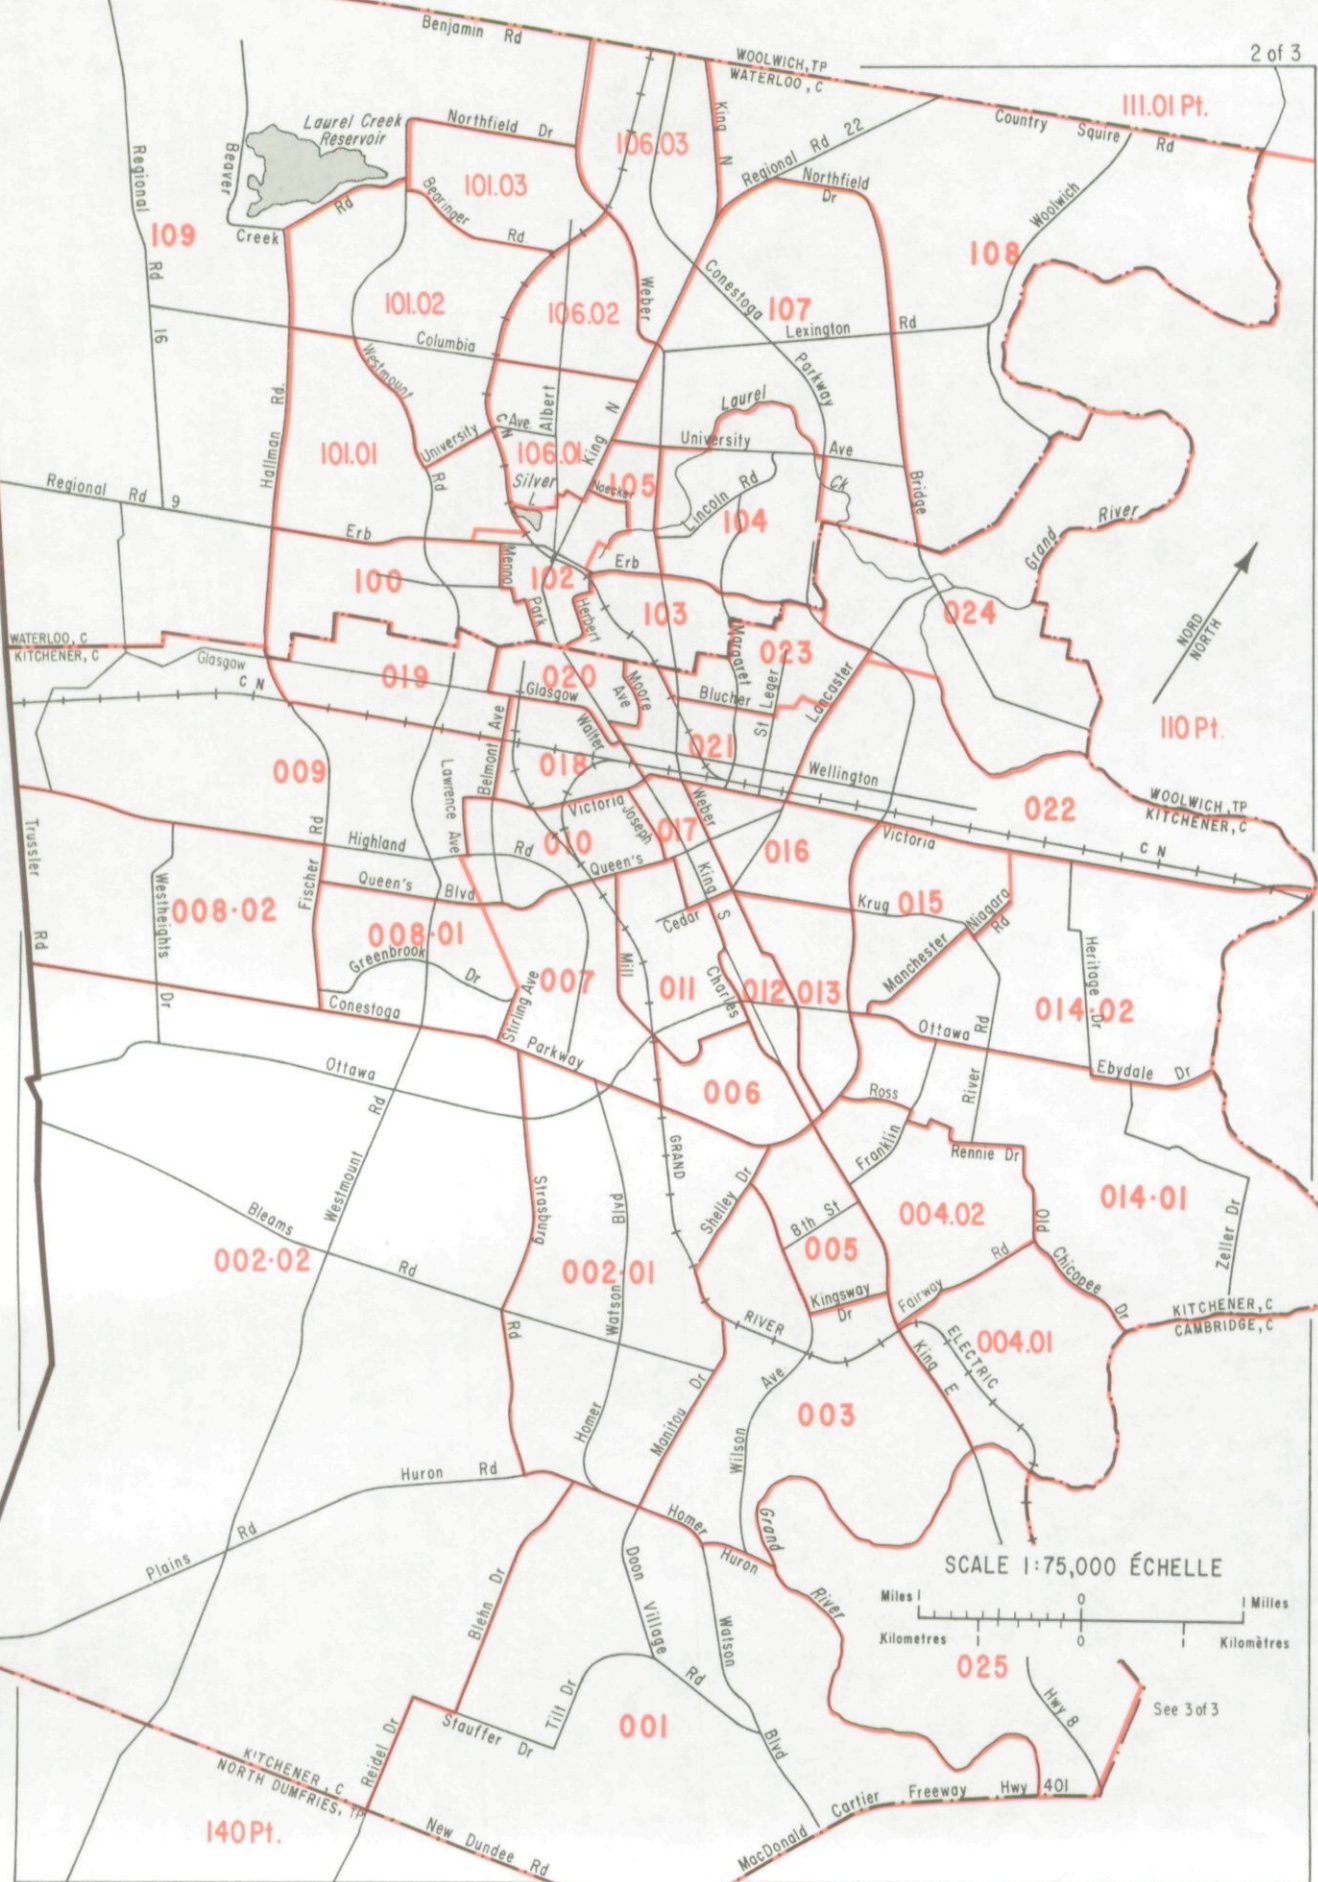 2 of 3
Benjamin Rd
WOOLWICH, TP
WATERLOO, C
111.01 Pt.
Country Squire Rd
Laurel Creek
Reservoir
Northfield Dr
106.03
King N
Regional Rd 22
Northfield
Dr
Regional Rd 16
Beaver
Creek
Rd
101.03
Bearinger
Rd
Woolwich
109
108
101.02
106.02
Weber
Conestoga
Parkway
107
Lexington Rd
Columbia
Westmount
Rd
Hallman Rd.
Albert
King N
Laurel
CK
University
Ave
C N
University Ave
101.01
106.01
Silver
L
105
Noecker
Lincoln Rd
104
Bridge
Regional Rd 9
Grand River
Erb
Erb
Menno
102
100
Park
Herbert
103
024
NORD
NORTH
WATERLOO, C
KITCHENER, C
Glasgow
C N
019
020
Glasgow
Moore
Ave
Margaret
023
St Leger
Blucher
Lancaster
110 Pt.
009
Belmont Ave
Walter
018
021
Wellington
022
WOOLWICH, TP
KITCHENER, C
Lawrence Ave
Victoria
Joseph
017
Weber
Victoria
C N
Trussler
Rd
Highland Rd
010
Queen's
016
King S
Fischer Rd
Queen's Blvd
Westheights
Dr
008·02
008·01
Cedar
Krug
015
Niagara
Rd
Manchester
Heritage Dr
Greenbrook
Dr
007
Mill
011
Charles
012
013
014·02
Conestoga
Parkway
Stirling Ave
Ottawa
River Rd
Ebydale Dr
Ottawa
006
Ross
Franklin
Rennie Dr
GRAND
RIVER
ELECTRIC
Westmount Rd
Strasburg
Rd
Blvd
Watson
Homer
Shelley Dr
8th St
004.02
Old
Chicopee
Dr
014·01
Zeller Dr
Bleams
Rd
002·02
002·01
005
Kingsway
Dr
Fairway
Rd
KITCHENER, C
CAMBRIDGE, C
004.01
King E
Manitou Dr
Wilson
Ave
003
Huron Rd
Plains
Rd
Homer
Huron
Grand
River
SCALE 1:75,000 ÉCHELLE
Miles 1 0 1 Milles
Kilometres 1 0 1 Kilomètres
Blehn Dr
Doon
Village
Rd
Watson
Blvd
025
Hwy 8
See 3 of 3
Tilt Dr
Stauffer Dr
Reidel Dr
001
KITCHENER, C
NORTH DUMFRIES, TP
140 Pt.
New Dundee Rd
MacDonald Cartier Freeway Hwy 401